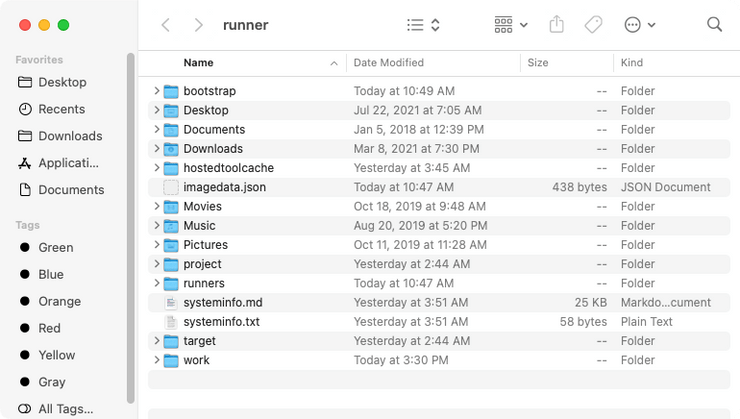 runner
Favorites
Desktop
Recents
Downloads
Applicati...
Documents
Tags
Green
Blue
Orange
Red
Yellow
Gray
All Tags...
Name Date Modified Size Kind
bootstrap Today at 10:49 AM -- Folder
Desktop Jul 22, 2021 at 7:05 AM -- Folder
Documents Jan 5, 2018 at 12:39 PM -- Folder
Downloads Mar 8, 2021 at 7:30 PM -- Folder
hostedtoolcache Yesterday at 3:45 AM -- Folder
imagedata.json Today at 10:47 AM 438 bytes JSON Document
Movies Oct 18, 2019 at 9:48 AM -- Folder
Music Aug 20, 2019 at 5:20 PM -- Folder
Pictures Oct 11, 2019 at 11:28 AM -- Folder
project Yesterday at 2:44 AM -- Folder
runners Today at 10:47 AM -- Folder
systeminfo.md Yesterday at 3:51 AM 25 KB Markdo...cument
systeminfo.txt Yesterday at 3:51 AM 58 bytes Plain Text
target Yesterday at 2:44 AM -- Folder
work Today at 3:30 PM -- Folder